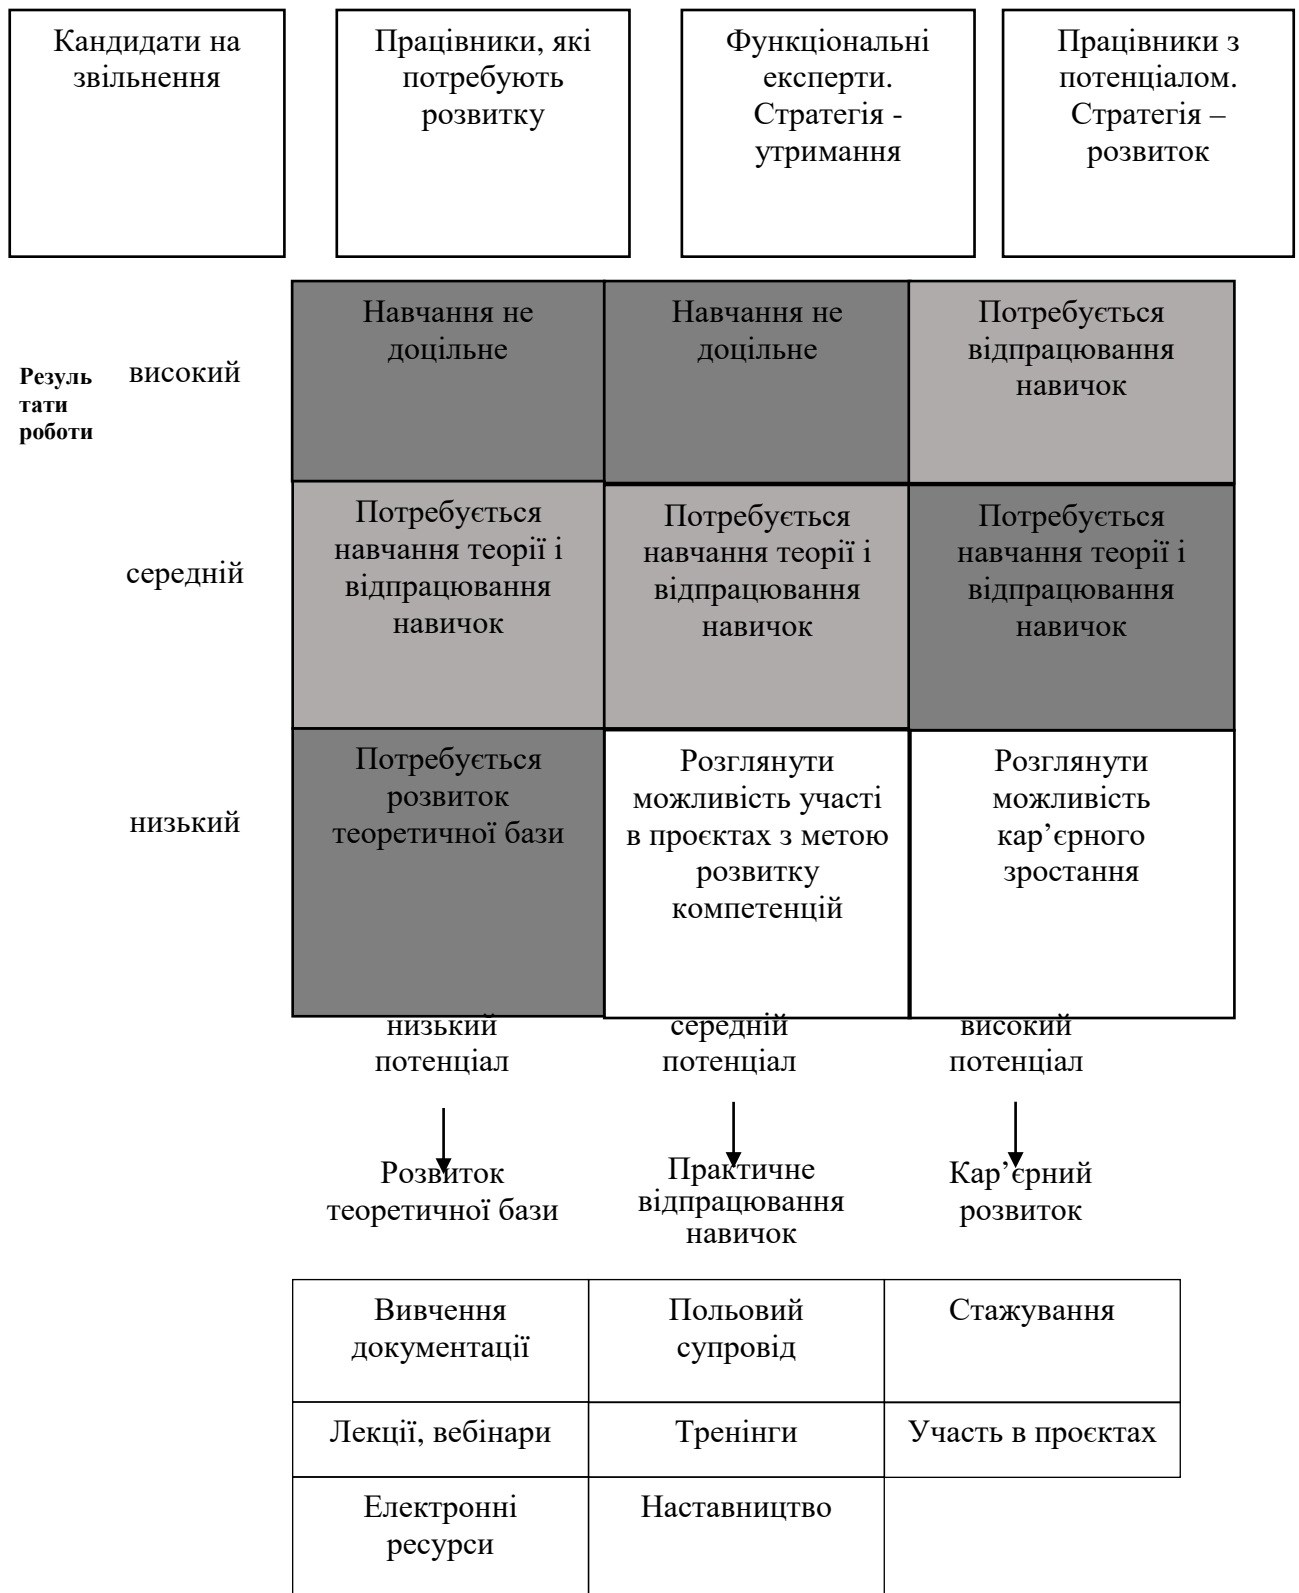 Кандидати на
звільнення
Працівники, які
потребують
розвитку
Функціональні
експерти.
Стратегія -
утримання
Працівники з
потенціалом.
Стратегія –
розвиток
Резуль
тати
роботи
високий
Навчання не
доцільне
Навчання не
доцільне
Потребується
відпрацювання
навичок
середній
Потребується
навчання теорії і
відпрацювання
навичок
Потребується
навчання теорії і
відпрацювання
навичок
Потребується
навчання теорії і
відпрацювання
навичок
низький
Потребується
розвиток
теоретичної бази
Розглянути
можливість участі
в проєктах з метою
розвитку
компетенцій
Розглянути
можливість
кар’єрного
зростання
низький
потенціал
середній
потенціал
високий
потенціал
Розвиток
теоретичної бази
Практичне
відпрацювання
навичок
Кар’єрний
розвиток
Вивчення
документації
Польовий
супровід
Стажування
Лекції, вебінари
Тренінги
Участь в проєктах
Електронні
ресурси
Наставництво